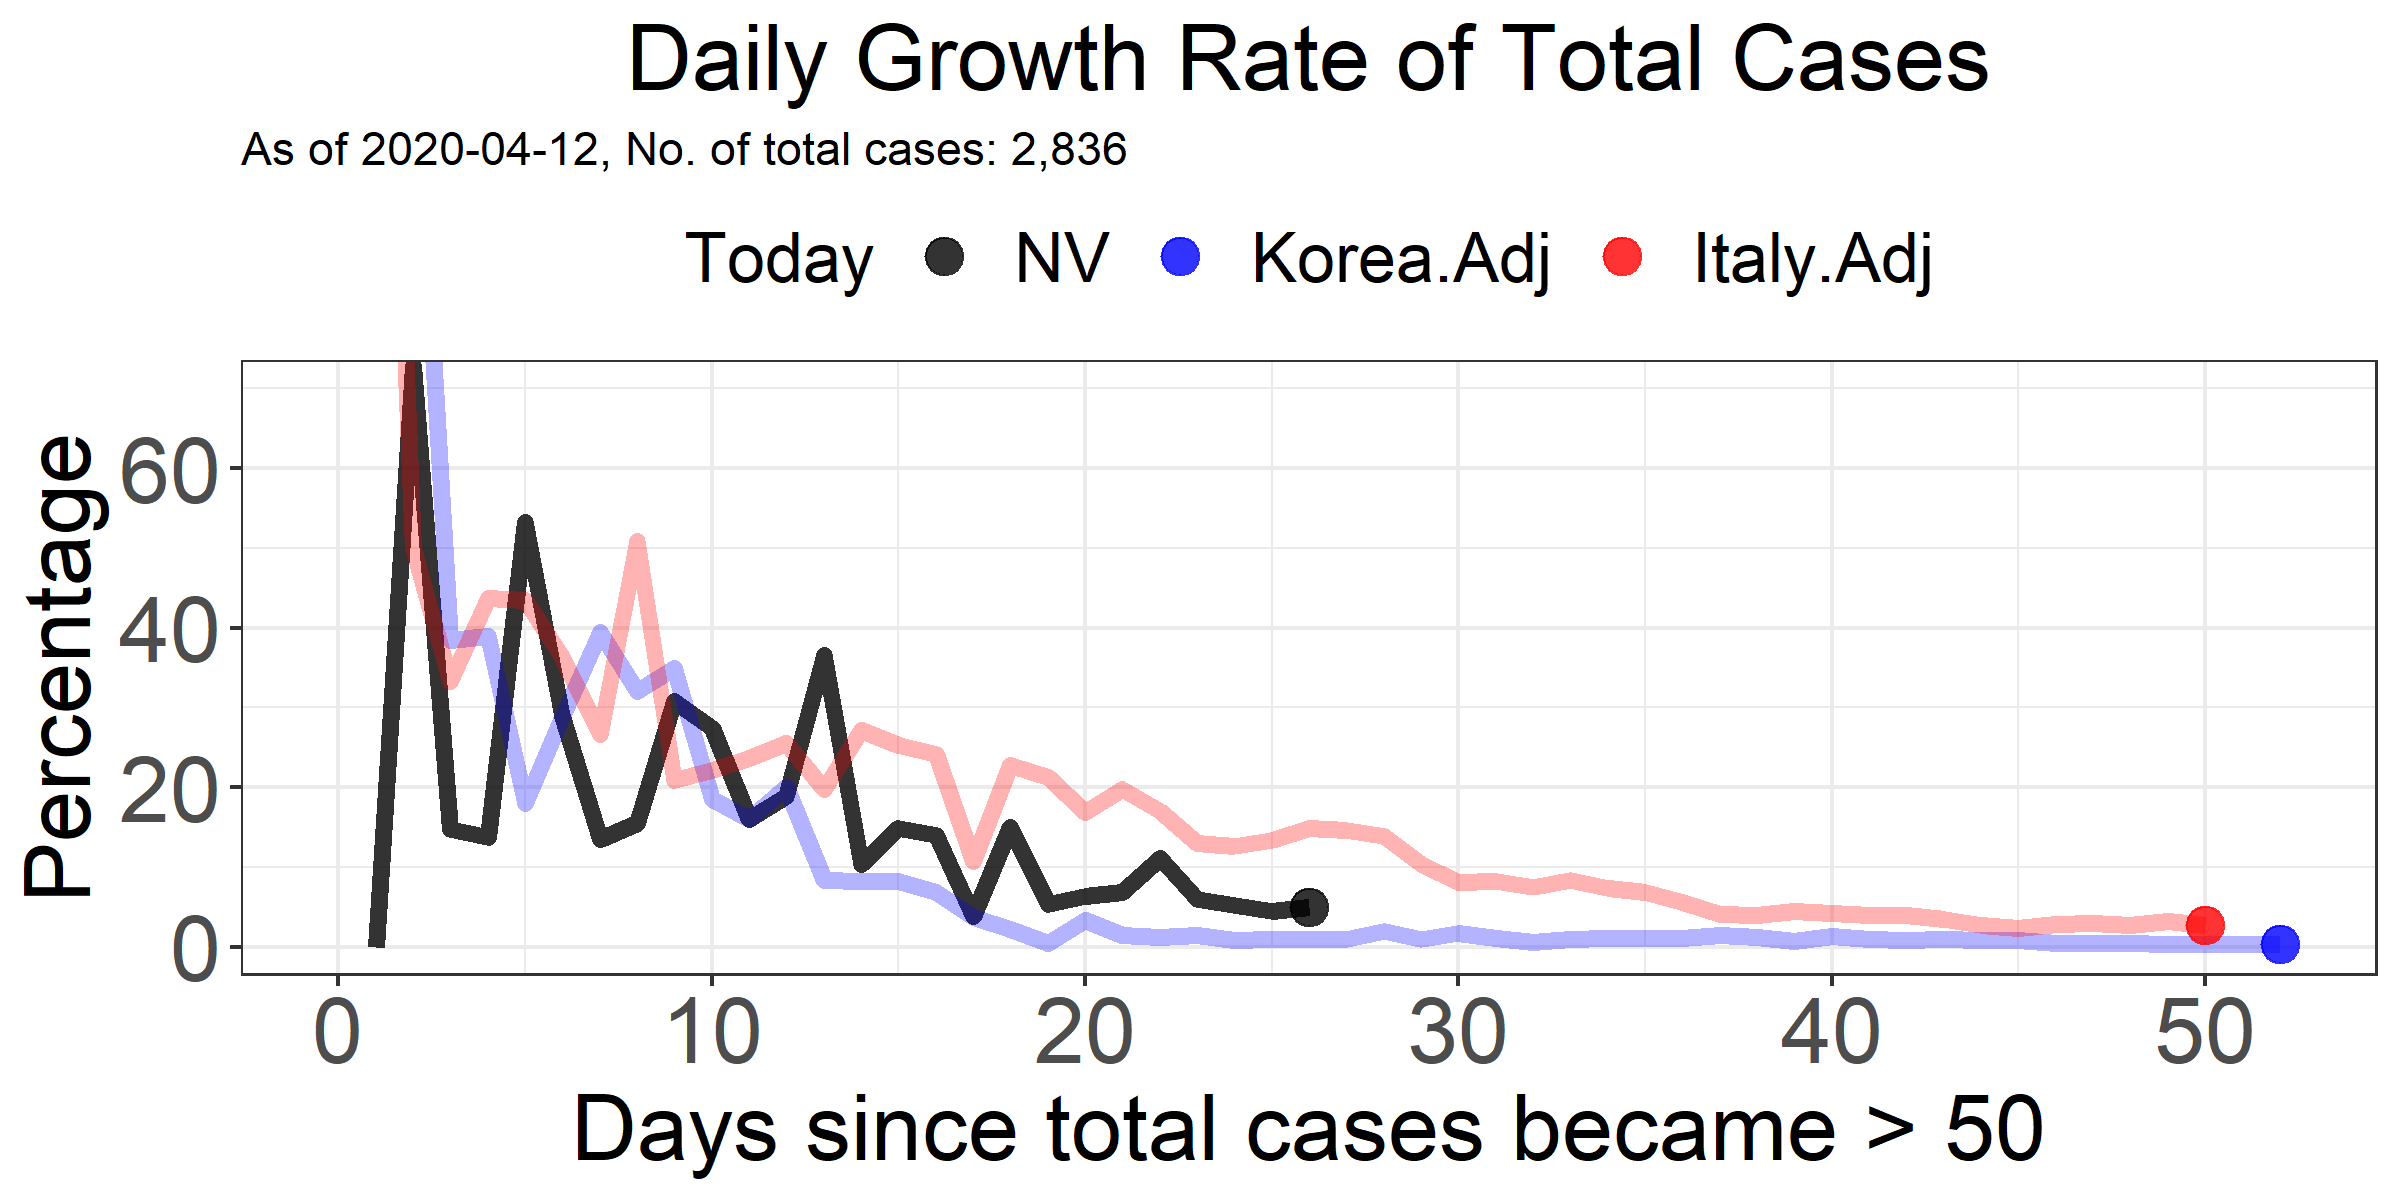 Daily Growth Rate of Total Cases
As of 2020-04-12, No. of total cases: 2,836
Today NV Korea.Adj Italy.Adj
Percentage
60
40
20
0
0 10 20 30 40 50
Days since total cases became > 50